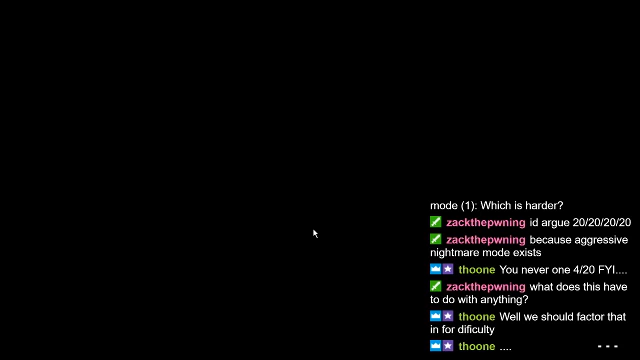 mode (1): Which is harder?
zackthepwning id argue 20/20/20/20
zackthepwning because aggressive
nightmare mode exists
thoone You never one 4/20 FYI....
zackthepwning what does this have
to do with anything?
thoone Well we should factor that
in for dificulty
thoone ....
- - -